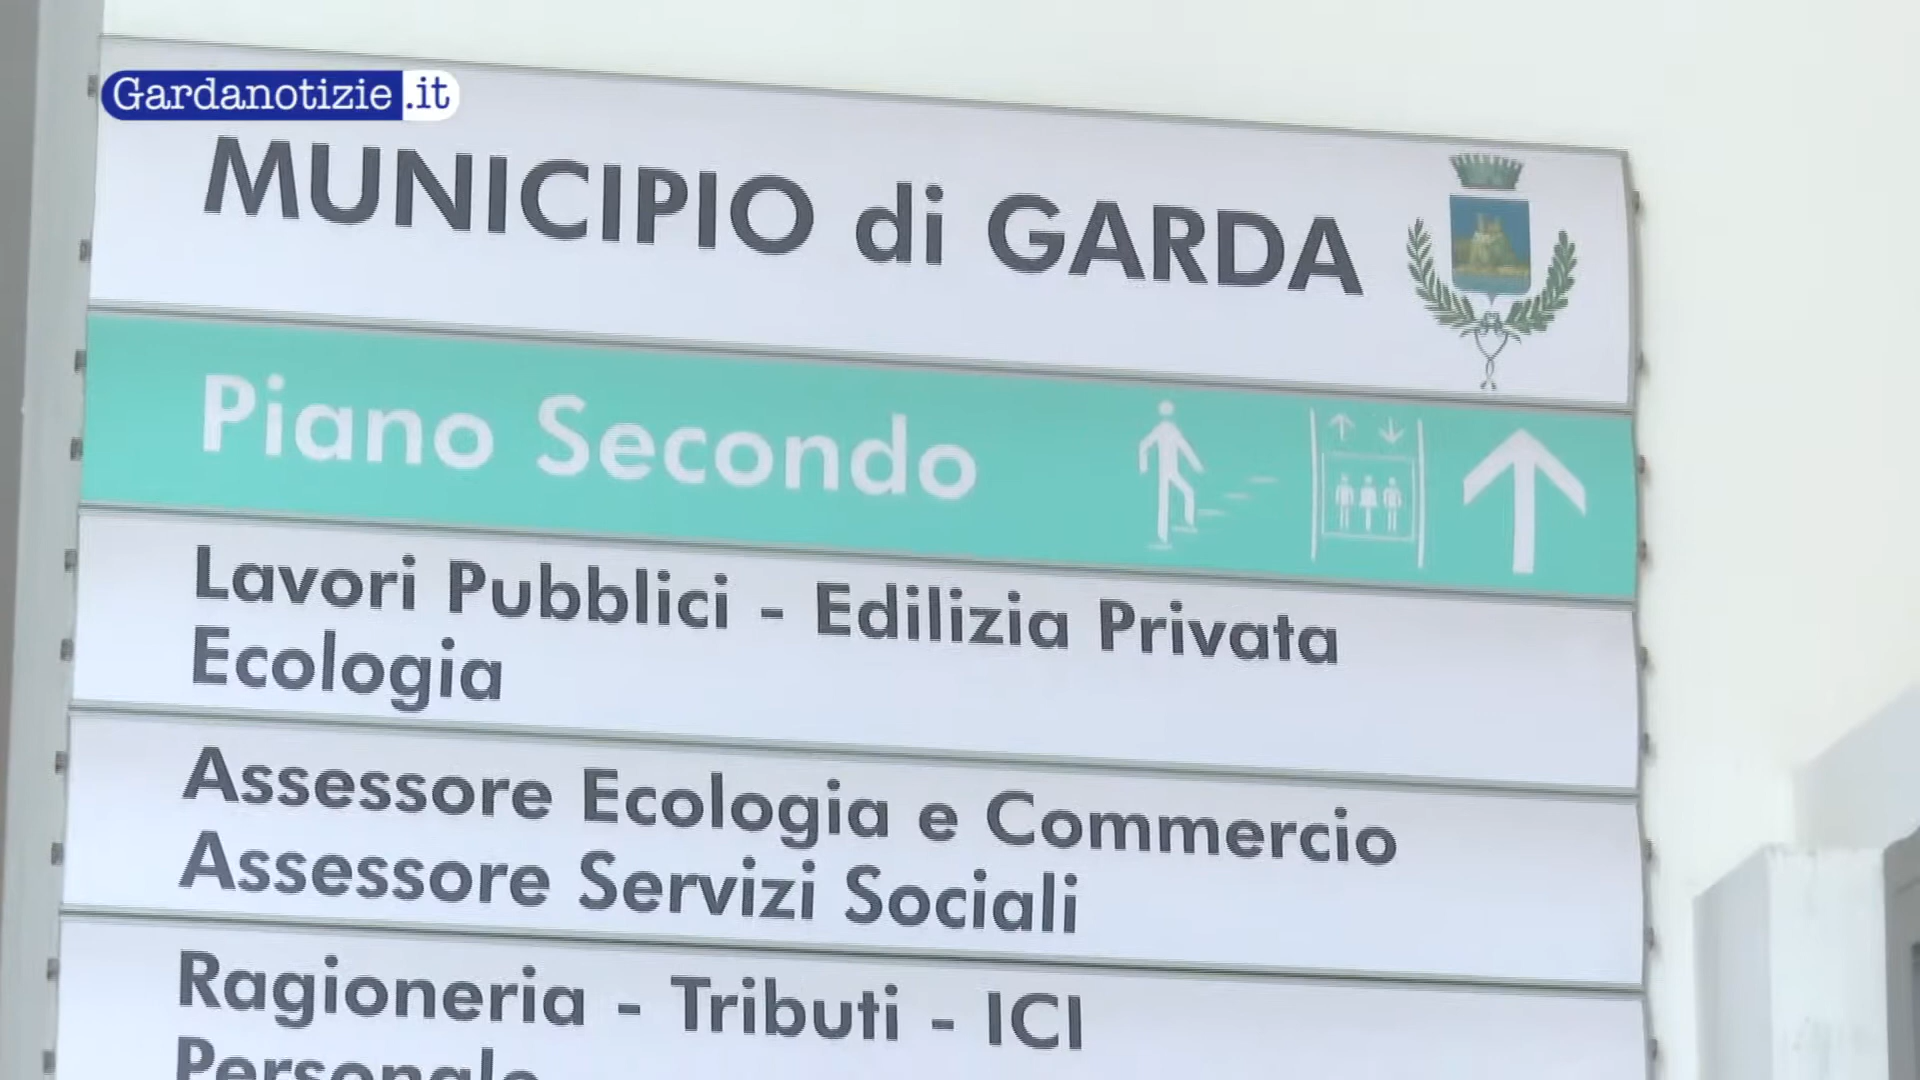 Gardanotizie.it
MUNICIPIO di GARDA
Piano Secondo
Lavori Pubblici - Edilizia Privata
Ecologia
Assessore Ecologia e Commercio
Assessore Servizi Sociali
Ragioneria - Tributi - ICI
Personale